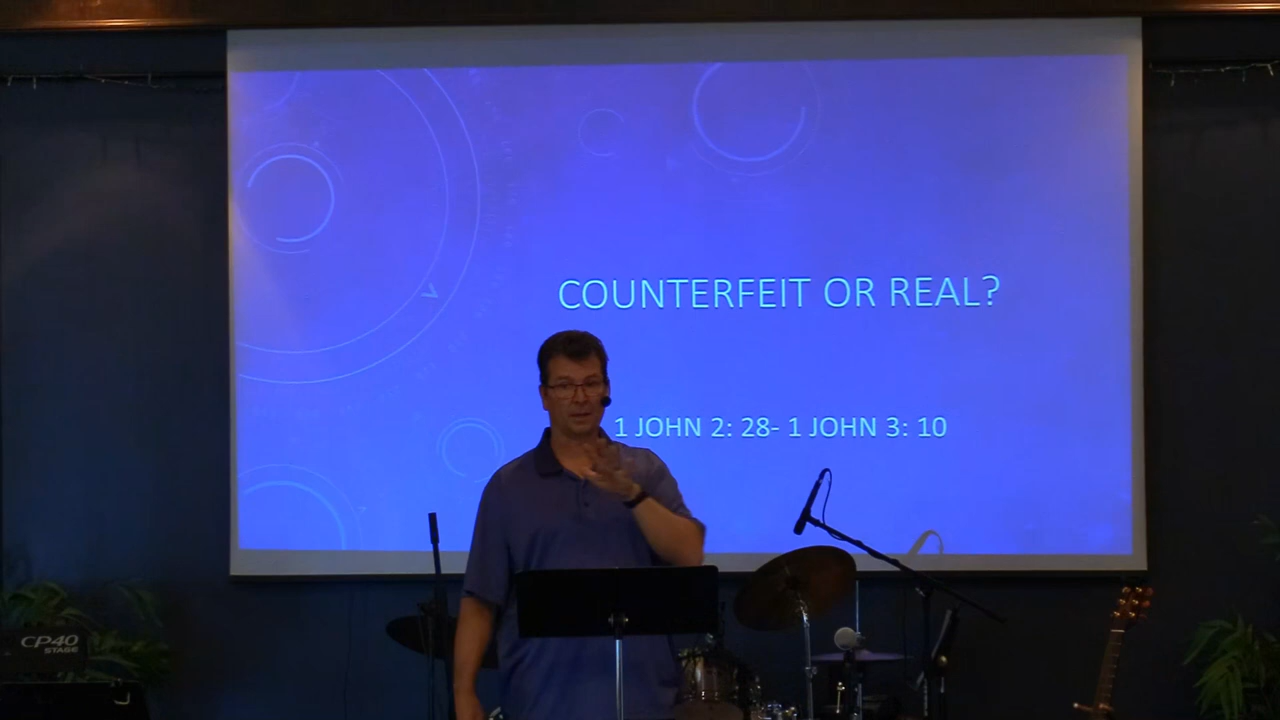 COUNTERFEIT OR REAL?
1 JOHN 2: 28- 1 JOHN 3: 10
CP40
STAGE